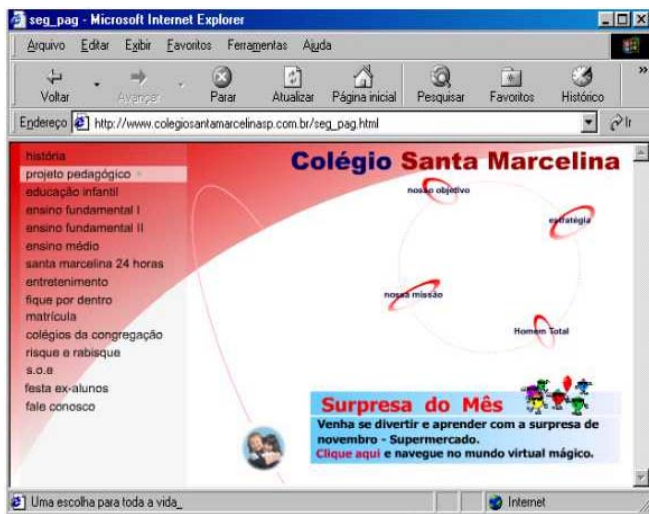 seg_pag - Microsoft Internet Explorer
Arquivo Editar Exibir Favoritos Ferramentas Ajuda
Voltar Avançar Parar Atualizar Página inicial Pesquisar Favoritos Histórico »
Endereço http://www.colegiosantamarcelinasp.com.br/seg_pag.html Ir
história
projeto pedagógico
educação infantil
ensino fundamental I
ensino fundamental II
ensino médio
santa marcelina 24 horas
entretenimento
fique por dentro
matrícula
colégios da congregação
risque e rabisque
s.o.e
festa ex-alunos
fale conosco
Colégio Santa Marcelina
nosso objetivo
estratégia
nossa missão
Homem Total
Surpresa do Mês
Venha se divertir e aprender com a surpresa de
novembro - Supermercado.
Clique aqui e navegue no mundo virtual mágico.
Uma escolha para toda a vida_ Internet